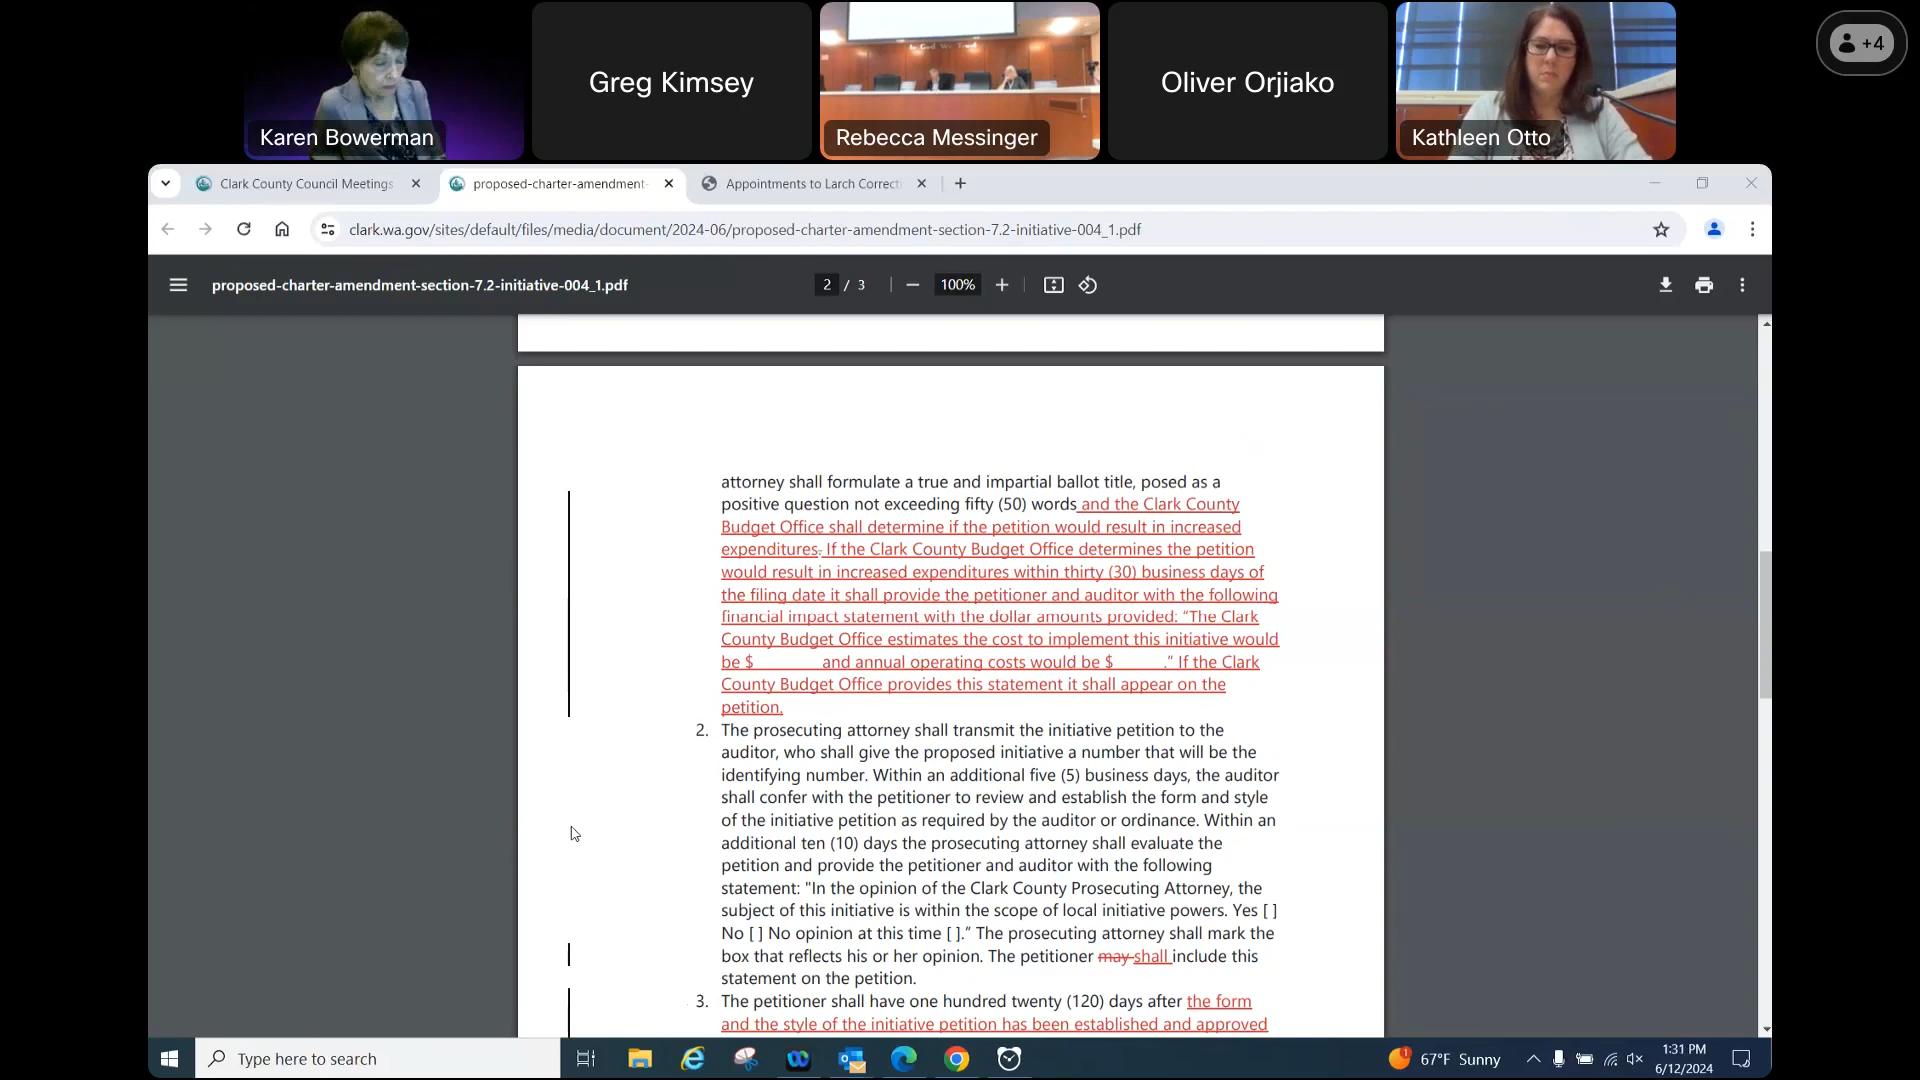 Greg Kimsey
Oliver Orjiako
+4
In God We Trust
Karen Bowerman
Rebecca Messinger
Kathleen Otto
Clark County Council Meetings
proposed-charter-amendment-
Appointments to Larch Correcti
clark.wa.gov/sites/default/files/media/document/2024-06/proposed-charter-amendment-section-7.2-initiative-004_1.pdf
proposed-charter-amendment-section-7.2-initiative-004_1.pdf
2 / 3
100%
attorney shall formulate a true and impartial ballot title, posed as a
positive question not exceeding fifty (50) words and the Clark County
Budget Office shall determine if the petition would result in increased
expenditures. If the Clark County Budget Office determines the petition
would result in increased expenditures within thirty (30) business days of
the filing date it shall provide the petitioner and auditor with the following
financial impact statement with the dollar amounts provided: “The Clark
County Budget Office estimates the cost to implement this initiative would
be $_______ and annual operating costs would be $_____.” If the Clark
County Budget Office provides this statement it shall appear on the
petition.
2. The prosecuting attorney shall transmit the initiative petition to the
auditor, who shall give the proposed initiative a number that will be the
identifying number. Within an additional five (5) business days, the auditor
shall confer with the petitioner to review and establish the form and style
of the initiative petition as required by the auditor or ordinance. Within an
additional ten (10) days the prosecuting attorney shall evaluate the
petition and provide the petitioner and auditor with the following
statement: "In the opinion of the Clark County Prosecuting Attorney, the
subject of this initiative is within the scope of local initiative powers. Yes [ ]
No [ ] No opinion at this time [ ].” The prosecuting attorney shall mark the
box that reflects his or her opinion. The petitioner may shall include this
statement on the petition.
3. The petitioner shall have one hundred twenty (120) days after the form
and the style of the initiative petition has been established and approved
Type here to search
1
67°F Sunny
1:31 PM
6/12/2024